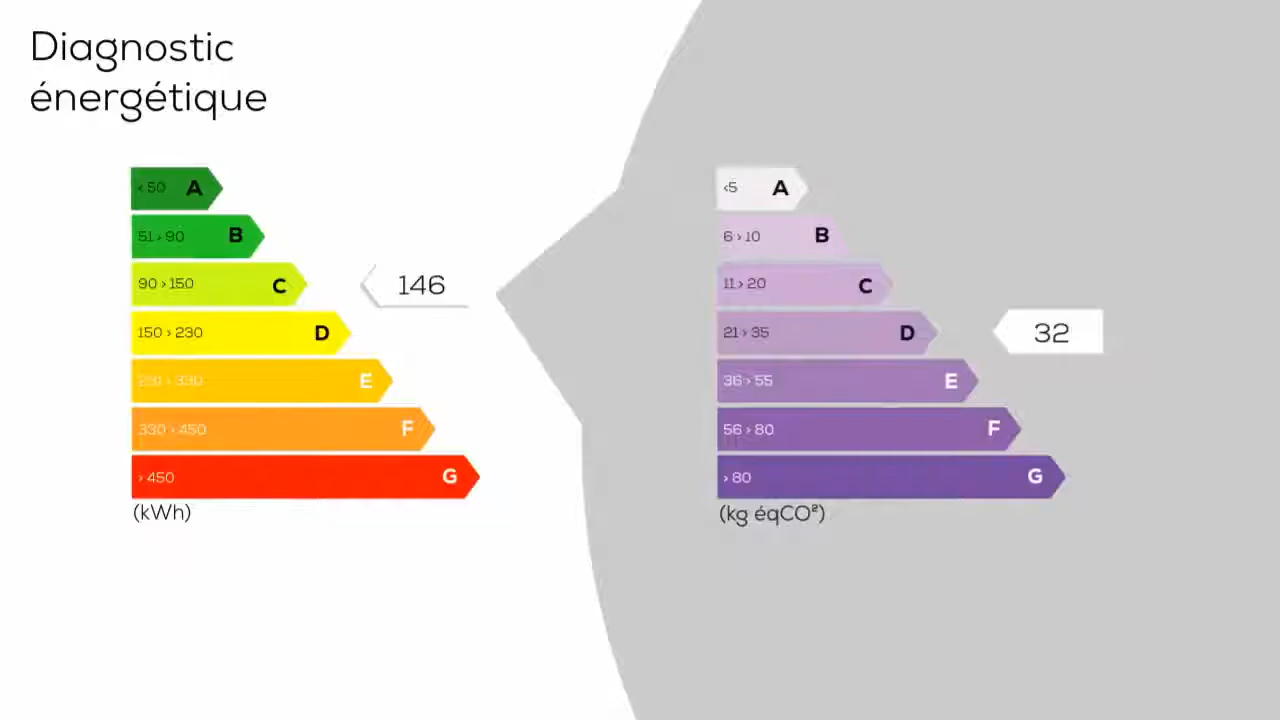 Diagnostic
énergétique
< 50 A
51 > 90 B
90 > 150 C
146
150 > 230 D
230 > 330 E
330 > 450 F
> 450 G
(kWh)
<5 A
6 > 10 B
11 > 20 C
21 > 35 D
32
36 > 55 E
56 > 80 F
> 80 G
(kg éqCO²)